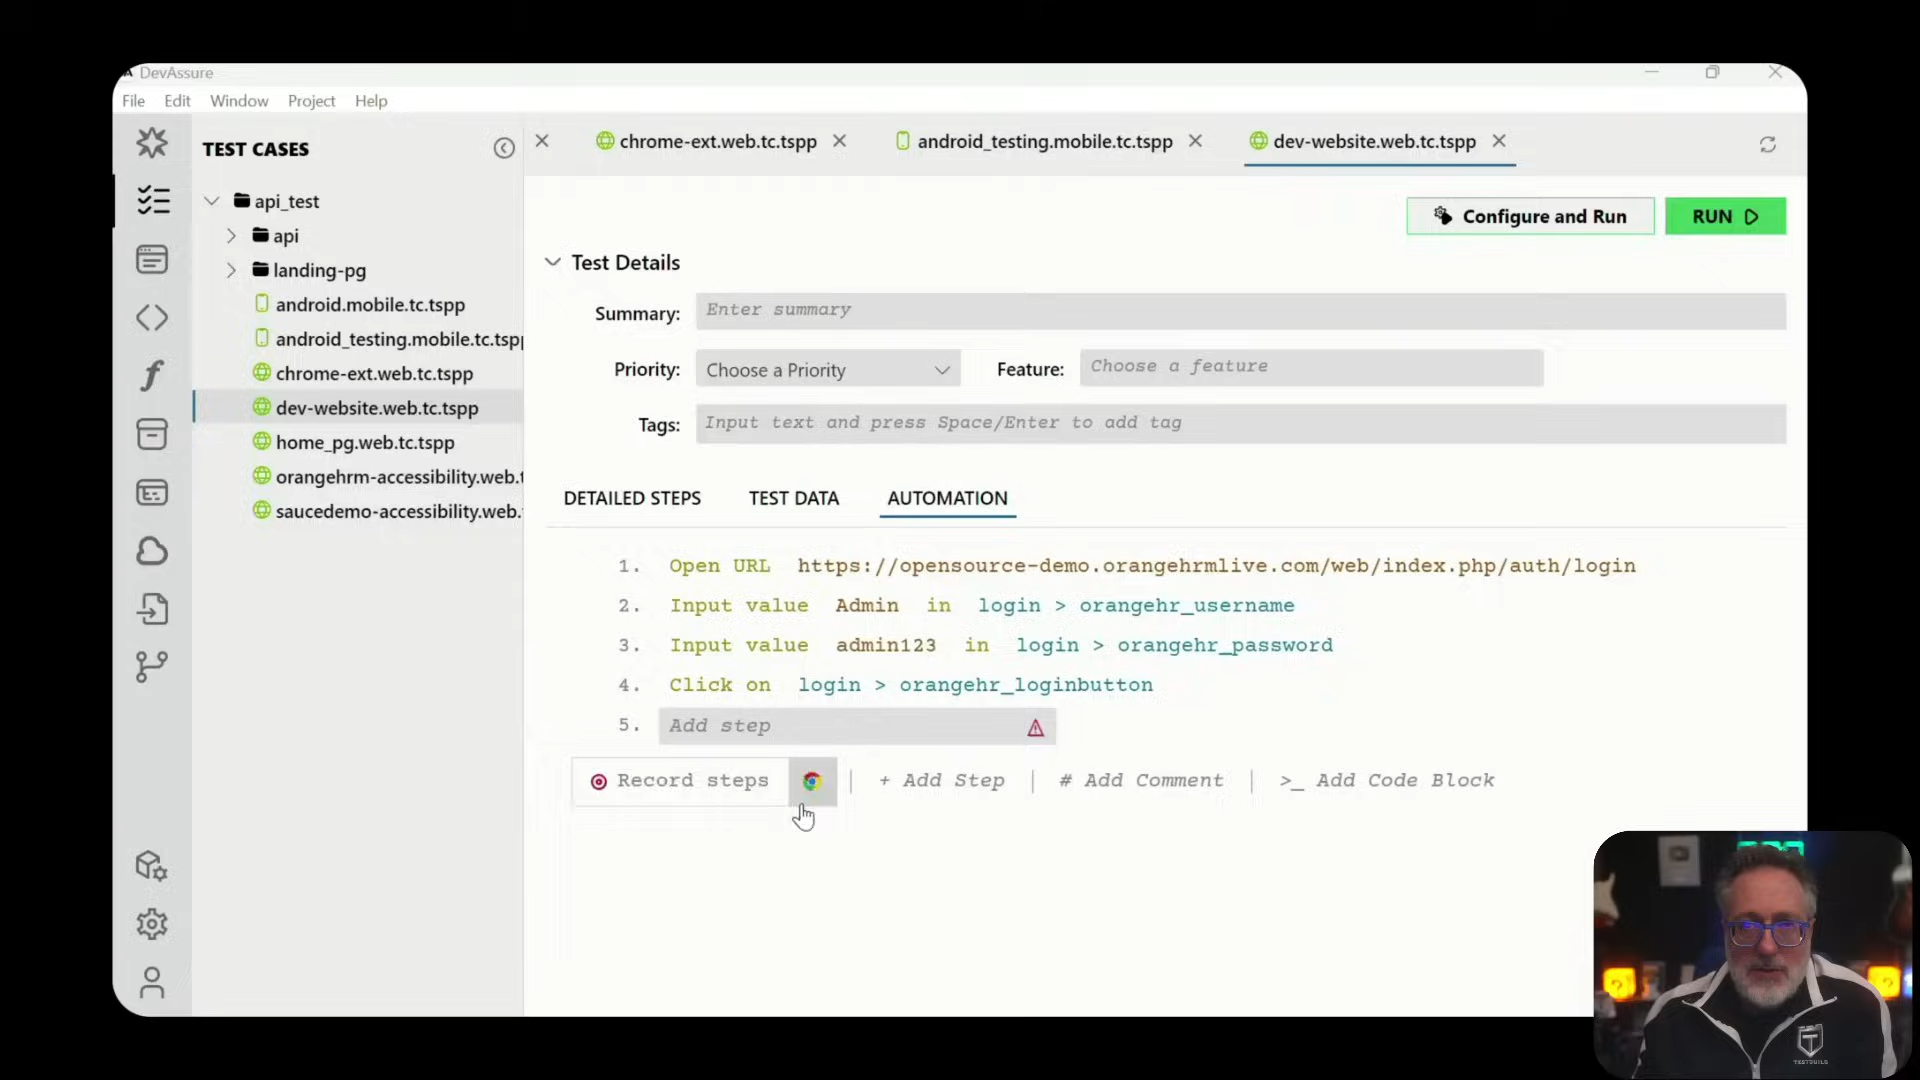 DevAssure
File Edit Window Project Help
TEST CASES
api_test
api
landing-pg
android.mobile.tc.tspp
android_testing.mobile.tc.tspp
chrome-ext.web.tc.tspp
dev-website.web.tc.tspp
home_pg.web.tc.tspp
orangehrm-accessibility.web.t
saucedemo-accessibility.web.
chrome-ext.web.tc.tspp android_testing.mobile.tc.tspp dev-website.web.tc.tspp
Configure and Run RUN
Test Details
Summary: Enter summary
Priority: Choose a Priority Feature: Choose a feature
Tags: Input text and press Space/Enter to add tag
DETAILED STEPS TEST DATA AUTOMATION
1. Open URL https://opensource-demo.orangehrmlive.com/web/index.php/auth/login
2. Input value Admin in login > orangehr_username
3. Input value admin123 in login > orangehr_password
4. Click on login > orangehr_loginbutton
5. Add step
Record steps | + Add Step | # Add Comment | >_ Add Code Block
TESTGUILD